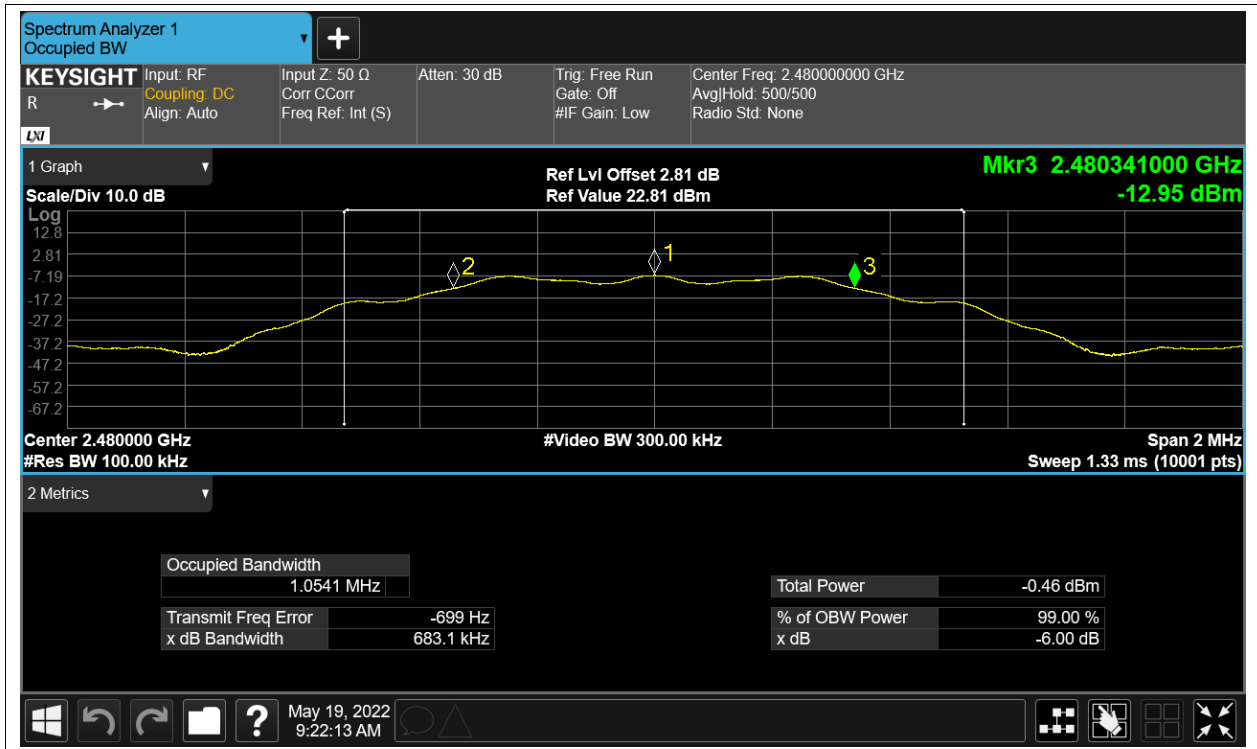 Spectrum Analyzer 1
Occupied BW
KEYSIGHT
R
LXI
Input: RF
Coupling: DC
Align: Auto
Input Z: 50 Ω
Corr CCorr
Freq Ref: Int (S)
Atten: 30 dB
Trig: Free Run
Gate: Off
#IF Gain: Low
Center Freq: 2.480000000 GHz
Avg|Hold: 500/500
Radio Std: None
1 Graph
Scale/Div 10.0 dB
Ref Lvl Offset 2.81 dB
Ref Value 22.81 dBm
Mkr3 2.480341000 GHz
-12.95 dBm
Log
12.8
2.81
-7.19
-17.2
-27.2
-37.2
-47.2
-57.2
-67.2
2
1
3
Center 2.480000 GHz
#Res BW 100.00 kHz
#Video BW 300.00 kHz
Span 2 MHz
Sweep 1.33 ms (10001 pts)
2 Metrics
Occupied Bandwidth
1.0541 MHz
Transmit Freq Error -699 Hz
x dB Bandwidth 683.1 kHz
Total Power -0.46 dBm
% of OBW Power 99.00 %
x dB -6.00 dB
?
May 19, 2022
9:22:13 AM